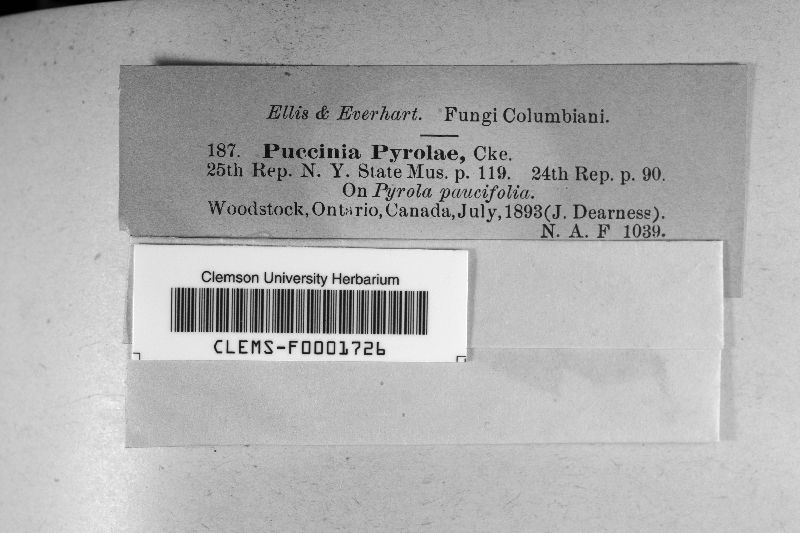 Ellis & Everhart. Fungi Columbiani.
187. Puccinia Pyrolae, Cke.
25th Rep. N. Y. State Mus. p. 119. 24th Rep. p. 90.
On Pyrola paucifolia.
Woodstock, Ontario, Canada, July, 1893 (J. Dearness).
N. A. F 1039.
Clemson University Herbarium
CLEMS-F0001726